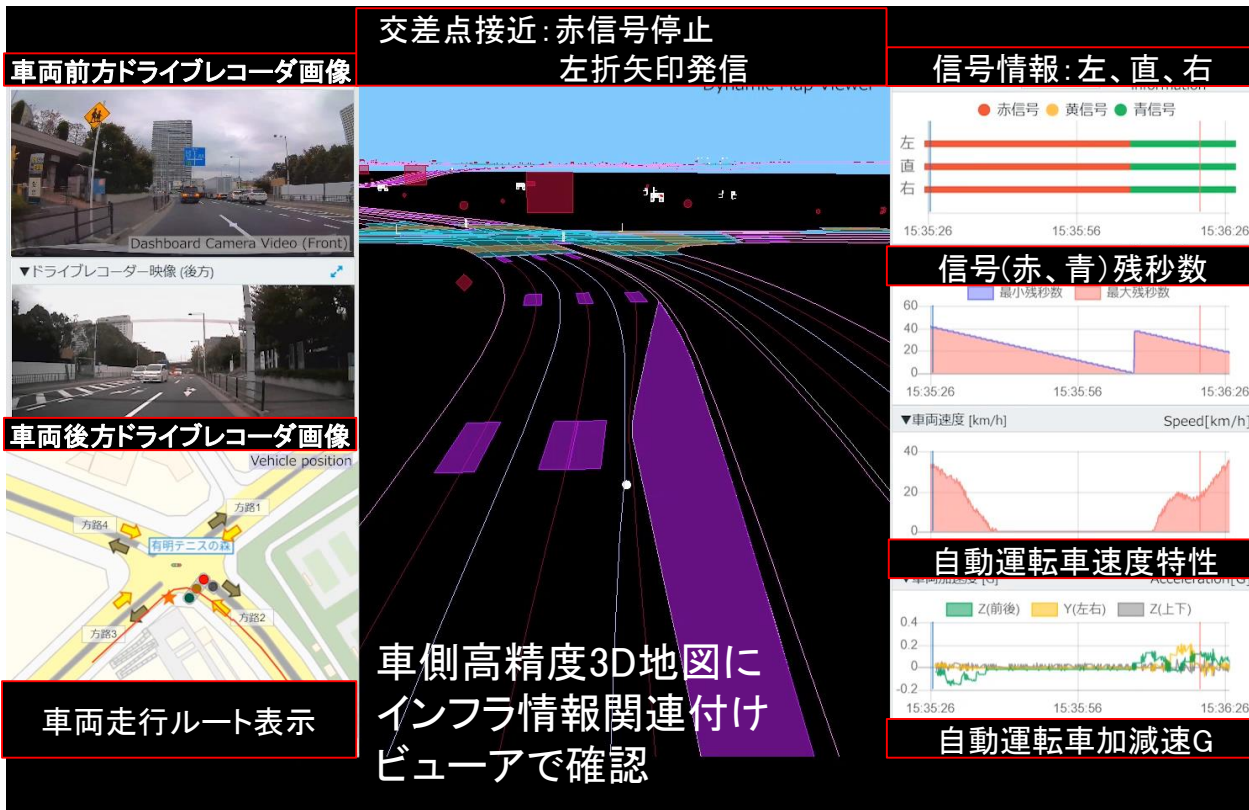 交差点接近：赤信号停止
左折矢印発信
車両前方ドライブレコーダ画像
Dashboard Camera Video (Front)
▼ドライブレコーダー映像 (後方)
車両後方ドライブレコーダ画像
Vehicle position
方路1
方路4
有明テニスの森
方路2
方路3
車両走行ルート表示
Dynamic Map Viewer
車側高精度3D地図に
インフラ情報関連付け
ビューアで確認
信号情報：左、直、右
Information
赤信号 黄信号 青信号
左
直
右
15:35:26 15:35:56 15:36:26
信号(赤、青)残秒数
最小残秒数 最大残秒数
60
40
20
0
15:35:26 15:35:56 15:36:26
▼車両速度 [km/h] Speed[km/h]
40
20
0
自動運転車速度特性
▼車両加速度 [G] Acceleration[G]
Z(前後) Y(左右) Z(上下)
0.4
0.2
0
-0.2
15:35:26 15:35:56 15:36:26
自動運転車加減速G